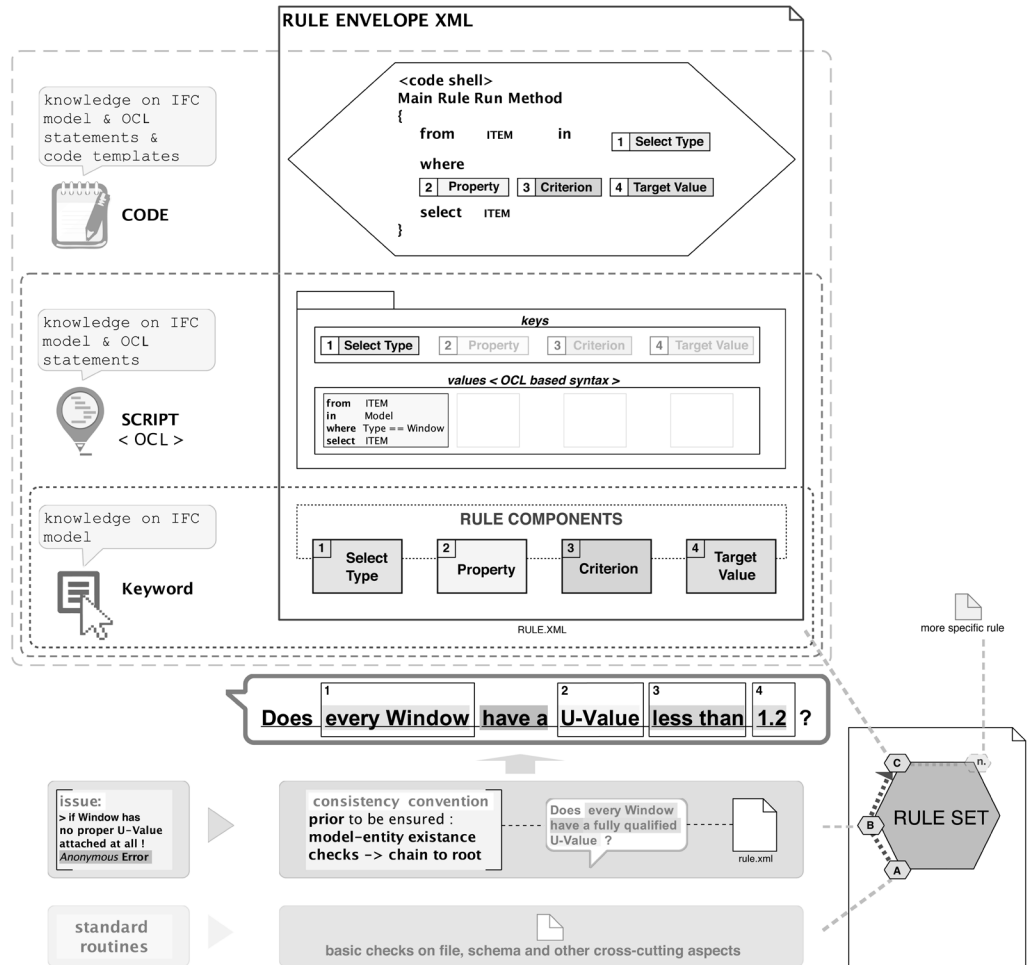 RULE ENVELOPE XML
knowledge on IFC
model & OCL
statements &
code templates
CODE
<code shell>
Main Rule Run Method
{
from ITEM in 1 Select Type
where
2 Property 3 Criterion 4 Target Value
select ITEM
}
knowledge on IFC
model & OCL
statements
SCRIPT
< OCL >
keys
1 Select Type 2 Property 3 Criterion 4 Target Value
values < OCL based syntax >
from ITEM
in Model
where Type == Window
select ITEM
knowledge on IFC
model
Keyword
RULE COMPONENTS
1 Select
Type
2 Property
3 Criterion
4 Target
Value
RULE.XML
more specific rule
1 2 3 4
Does every Window have a U-Value less than 1.2 ?
issue:
> if Window has
no proper U-Value
attached at all !
Anonymous Error
consistency convention
prior to be ensured :
model-entity existance
checks -> chain to root
Does every Window
have a fully qualified
U-Value ?
rule.xml
C
n.
B
RULE SET
A
standard
routines
basic checks on file, schema and other cross-cutting aspects